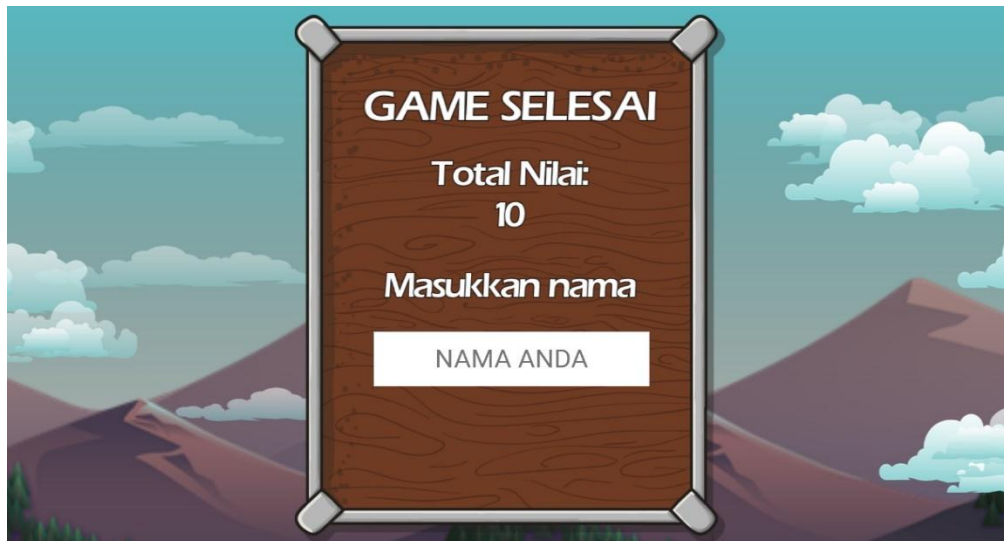 GAME SELESAI
Total Nilai:
10
Masukkan nama
NAMA ANDA